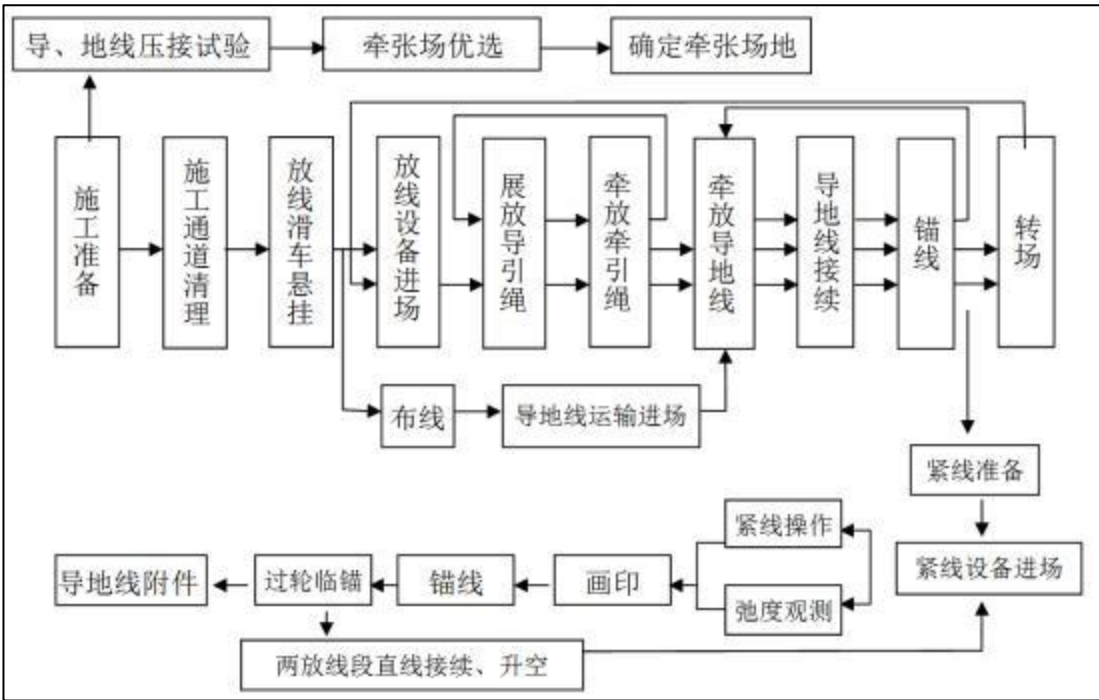 导、地线压接试验
牵张场优选
确定牵张场地
施工准备
施工通道清理
放线滑车悬挂
放线设备进场
展放导引绳
牵放牵引绳
牵放导地线
导地线接续
锚线
转场
布线
导地线运输进场
紧线准备
紧线操作
紧线设备进场
导地线附件
过轮临锚
锚线
画印
弛度观测
两放线段直线接续、升空